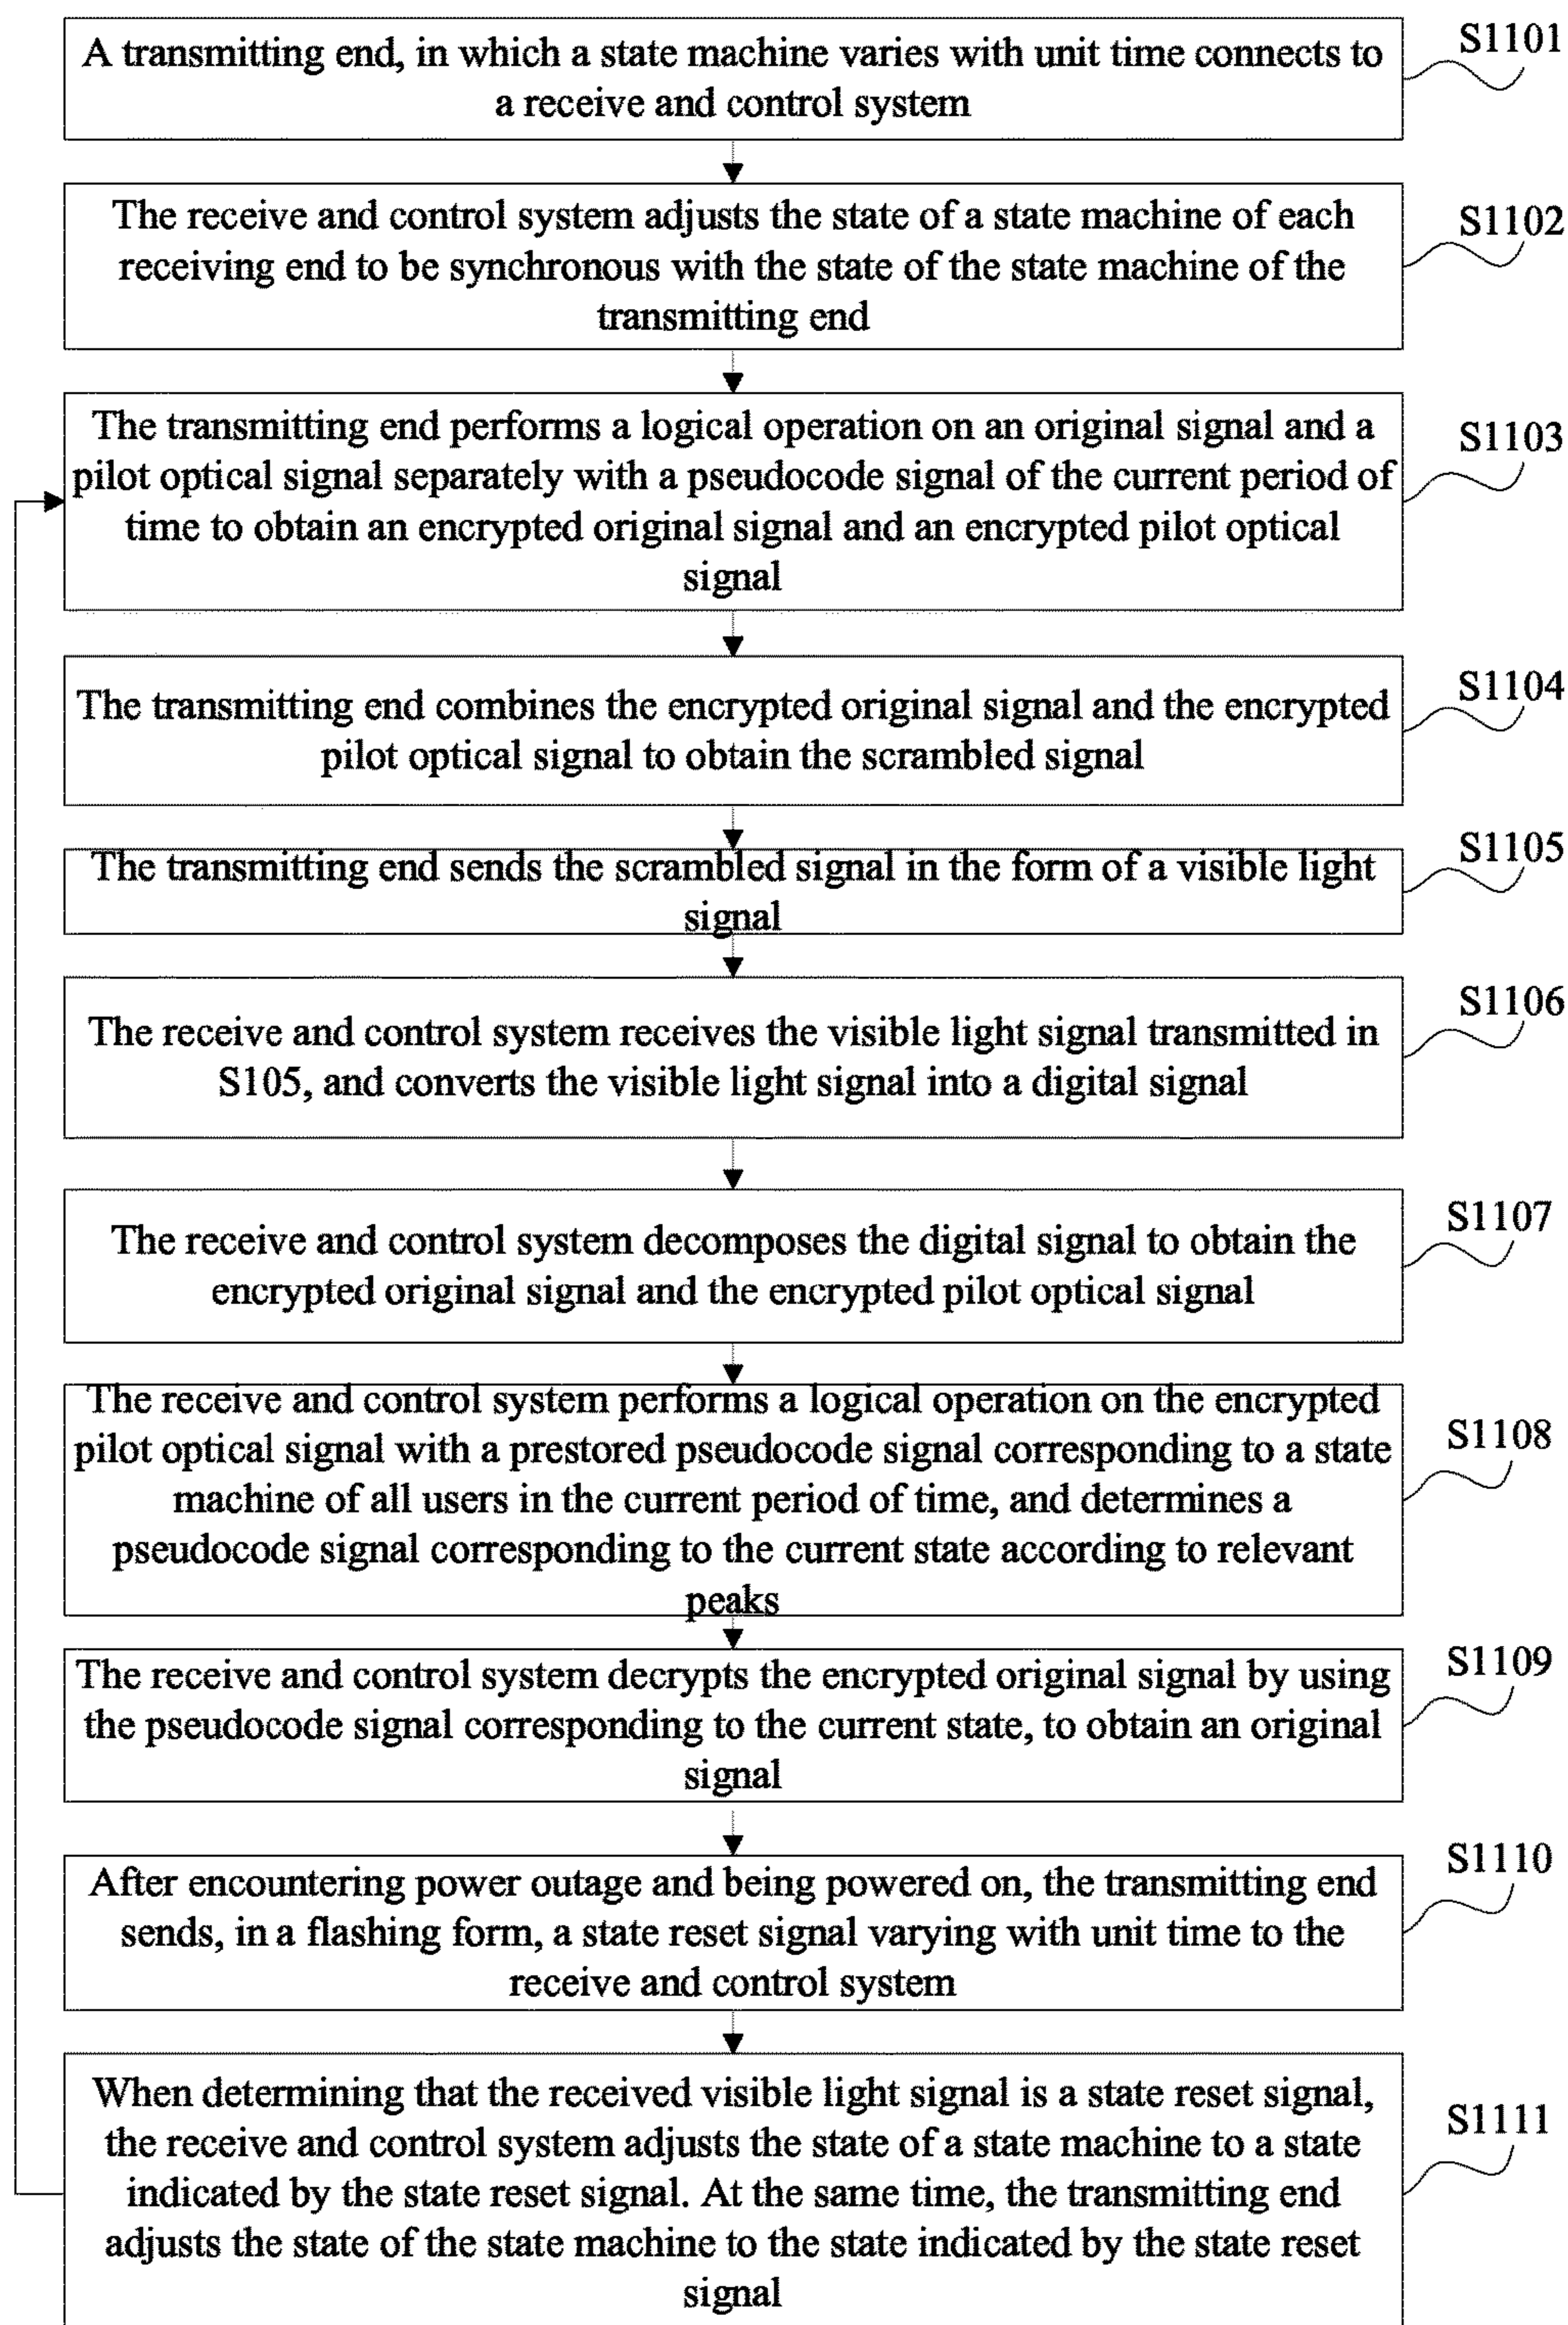 A transmitting end, in which a state machine varies with unit time connects to
a receive and control system
S1101
The receive and control system adjusts the state of a state machine of each
receiving end to be synchronous with the state of the state machine of the
transmitting end
S1102
The transmitting end performs a logical operation on an original signal and a
pilot optical signal separately with a pseudocode signal of the current period of
time to obtain an encrypted original signal and an encrypted pilot optical
signal
S1103
The transmitting end combines the encrypted original signal and the encrypted
pilot optical signal to obtain the scrambled signal
S1104
The transmitting end sends the scrambled signal in the form of a visible light
signal
S1105
The receive and control system receives the visible light signal transmitted in
S105, and converts the visible light signal into a digital signal
S1106
The receive and control system decomposes the digital signal to obtain the
encrypted original signal and the encrypted pilot optical signal
S1107
The receive and control system performs a logical operation on the encrypted
pilot optical signal with a prestored pseudocode signal corresponding to a state
machine of all users in the current period of time, and determines a
pseudocode signal corresponding to the current state according to relevant
peaks
S1108
The receive and control system decrypts the encrypted original signal by using
the pseudocode signal corresponding to the current state, to obtain an original
signal
S1109
After encountering power outage and being powered on, the transmitting end
sends, in a flashing form, a state reset signal varying with unit time to the
receive and control system
S1110
When determining that the received visible light signal is a state reset signal,
the receive and control system adjusts the state of a state machine to a state
indicated by the state reset signal. At the same time, the transmitting end
adjusts the state of the state machine to the state indicated by the state reset
signal
S1111